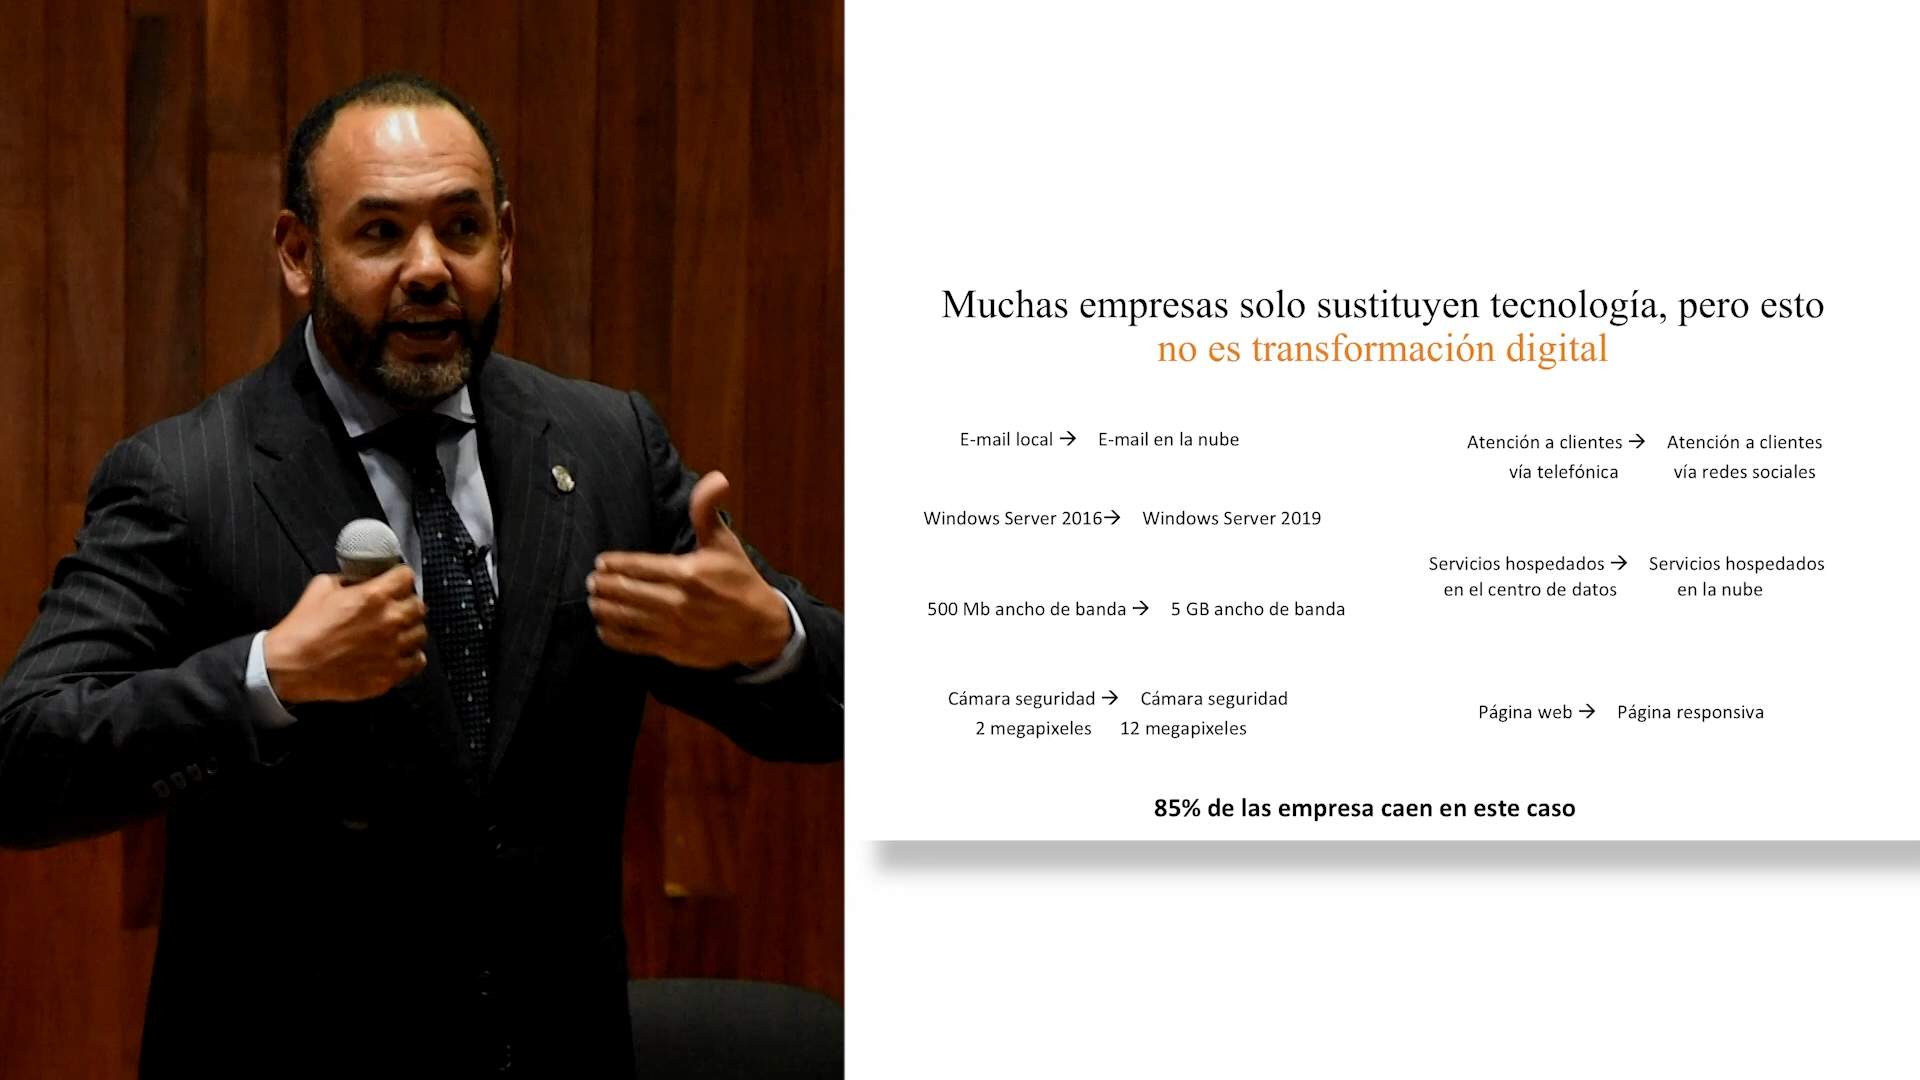 Muchas empresas solo sustituyen tecnología, pero esto
no es transformación digital
E-mail local → E-mail en la nube
Windows Server 2016→ Windows Server 2019
500 Mb ancho de banda → 5 GB ancho de banda
Cámara seguridad → Cámara seguridad
2 megapixeles 12 megapixeles
Atención a clientes → Atención a clientes
vía telefónica vía redes sociales
Servicios hospedados → Servicios hospedados
en el centro de datos en la nube
Página web → Página responsiva
85% de las empresa caen en este caso